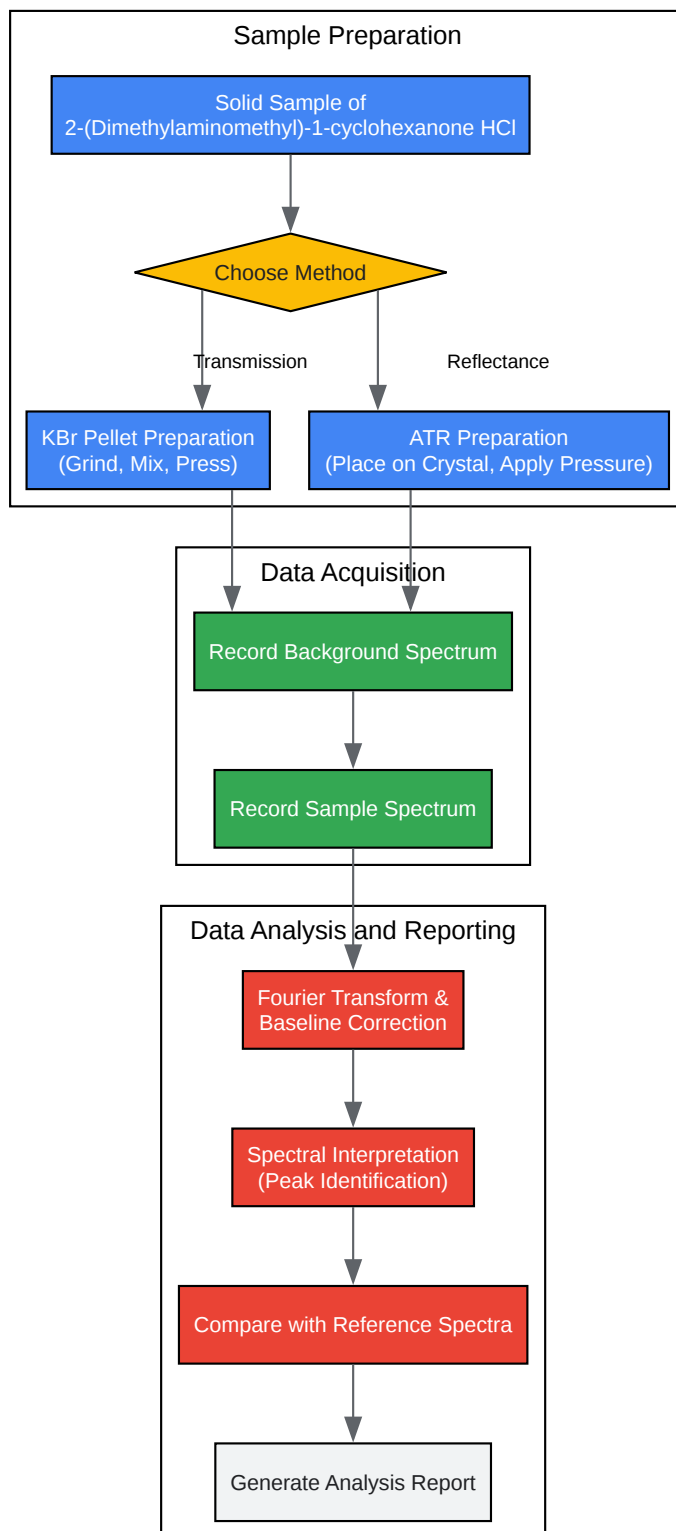 Sample Preparation
Solid Sample of
2-(Dimethylaminomethyl)-1-cyclohexanone HCl
Choose Method
Transmission
Reflectance
KBr Pellet Preparation
(Grind, Mix, Press)
ATR Preparation
(Place on Crystal, Apply Pressure)
Data Acquisition
Record Background Spectrum
Record Sample Spectrum
Data Analysis and Reporting
Fourier Transform &
Baseline Correction
Spectral Interpretation
(Peak Identification)
Compare with Reference Spectra
Generate Analysis Report